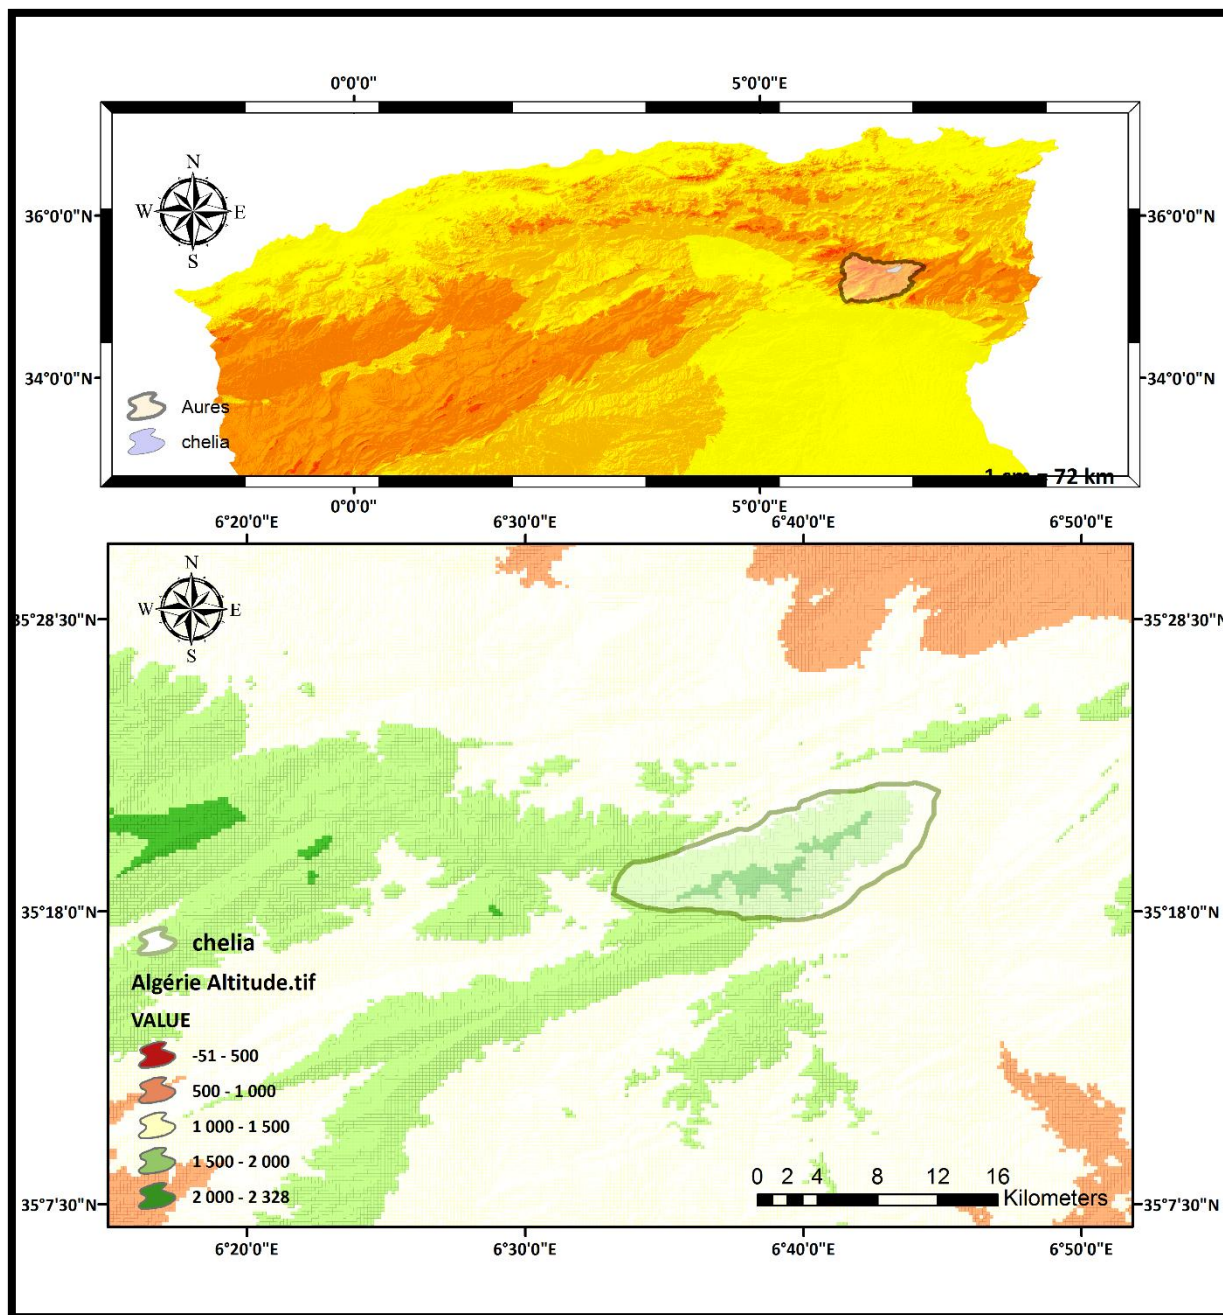 0°0'0" 5°0'0"E
N
W E
S
36°0'0"N 36°0'0"N
34°0'0"N 34°0'0"N
Aures
chelia
1 cm = 72 km
0°0'0" 5°0'0"E
6°20'0"E 6°30'0"E 6°40'0"E 6°50'0"E
N
W E
S
35°28'30"N 35°28'30"N
35°18'0"N 35°18'0"N
chelia
Algérie Altitude.tif
VALUE
-51 - 500
500 - 1 000
1 000 - 1 500
1 500 - 2 000
2 000 - 2 328
0 2 4 8 12 16
Kilometers
35°7'30"N 35°7'30"N
6°20'0"E 6°30'0"E 6°40'0"E 6°50'0"E